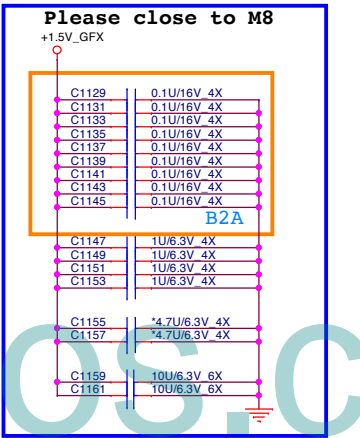 Please close to M8
+1.5V_GFX
C1129 0.1U/16V_4X
C1131 0.1U/16V_4X
C1133 0.1U/16V_4X
C1135 0.1U/16V_4X
C1137 0.1U/16V_4X
C1139 0.1U/16V_4X
C1141 0.1U/16V_4X
C1143 0.1U/16V_4X
C1145 0.1U/16V_4X
B2A
C1147 1U/6.3V_4X
C1149 1U/6.3V_4X
C1151 1U/6.3V_4X
C1153 1U/6.3V_4X
C1155 *4.7U/6.3V_4X
C1157 *4.7U/6.3V_4X
C1159 10U/6.3V_6X
C1161 10U/6.3V_6X
os.c